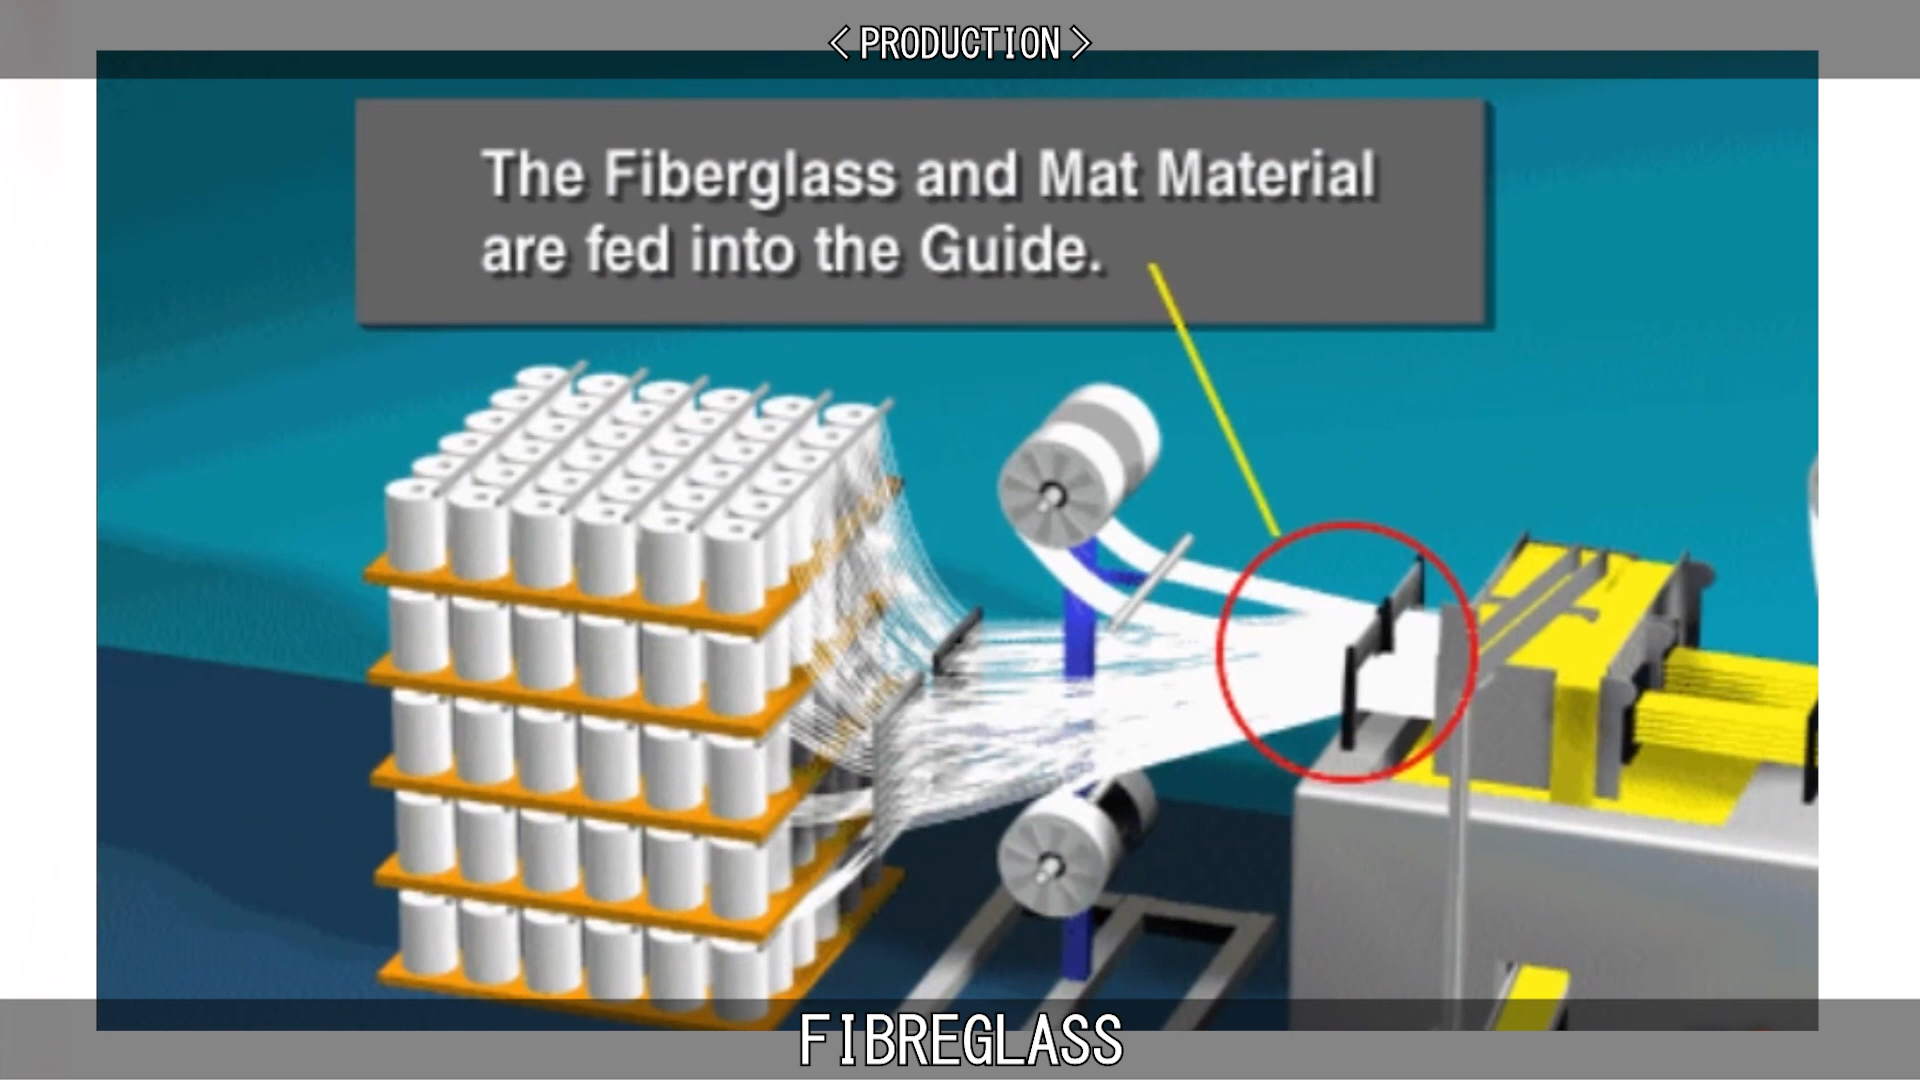 <PRODUCTION>
The Fiberglass and Mat Material
are fed into the Guide.
FIBREGLASS